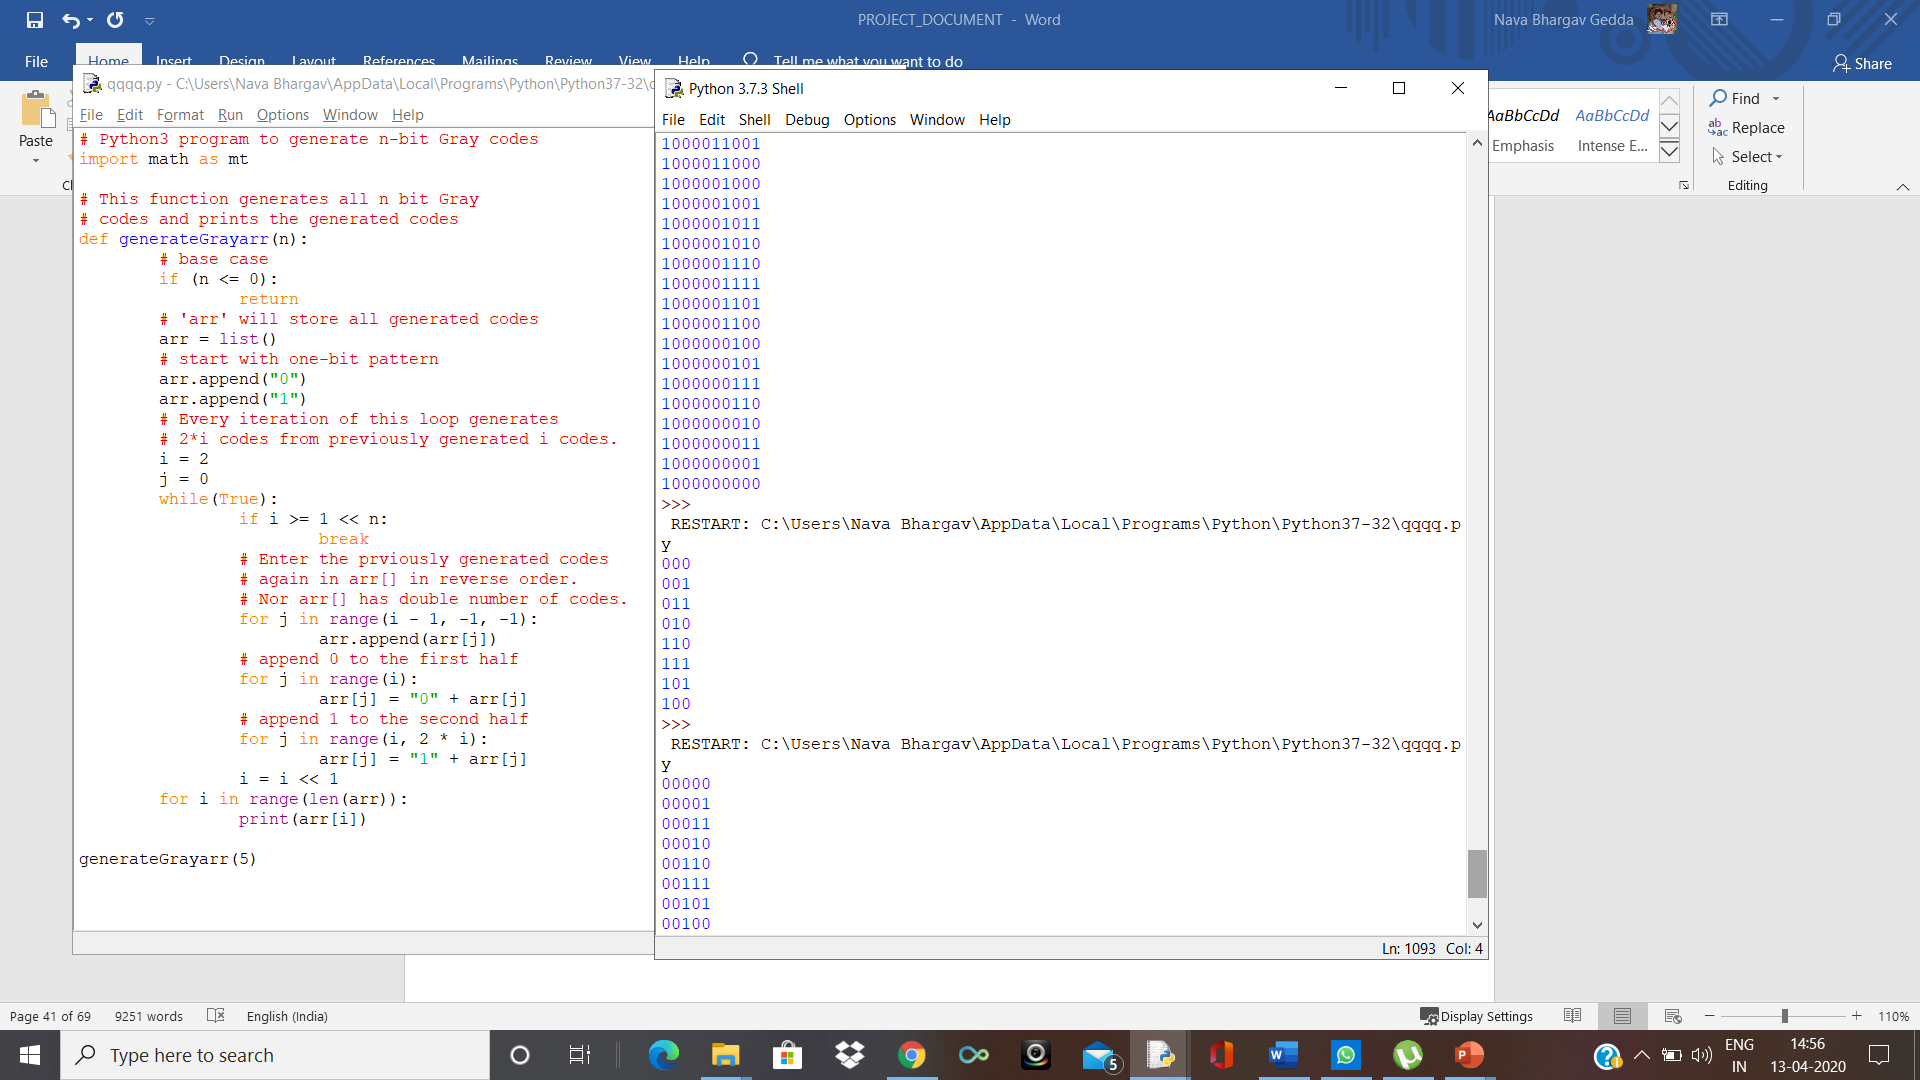 PROJECT_DOCUMENT - Word
Nava Bhargav Gedda
File Home Insert Design Layout References Mailings Review View Help Tell me what you want to do
Share
Paste
AaBbCcDd AaBbCcDd
Emphasis Intense E...
Find
Replace
Select
Editing
qqqq.py - C:\Users\Nava Bhargav\AppData\Local\Programs\Python\Python37-32\
File Edit Format Run Options Window Help
# Python3 program to generate n-bit Gray codes
import math as mt
# This function generates all n bit Gray
# codes and prints the generated codes
def generateGrayarr(n):
# base case
if (n <= 0):
return
# 'arr' will store all generated codes
arr = list()
# start with one-bit pattern
arr.append("0")
arr.append("1")
# Every iteration of this loop generates
# 2*i codes from previously generated i codes.
i = 2
j = 0
while(True):
if i >= 1 << n:
break
# Enter the prviously generated codes
# again in arr[] in reverse order.
# Nor arr[] has double number of codes.
for j in range(i - 1, -1, -1):
arr.append(arr[j])
# append 0 to the first half
for j in range(i):
arr[j] = "0" + arr[j]
# append 1 to the second half
for j in range(i, 2 * i):
arr[j] = "1" + arr[j]
i = i << 1
for i in range(len(arr)):
print(arr[i])
generateGrayarr(5)
Python 3.7.3 Shell
File Edit Shell Debug Options Window Help
1000011001
1000011000
1000001000
1000001001
1000001011
1000001010
1000001110
1000001111
1000001101
1000001100
1000000100
1000000101
1000000111
1000000110
1000000010
1000000011
1000000001
1000000000
>>>
RESTART: C:\Users\Nava Bhargav\AppData\Local\Programs\Python\Python37-32\qqqq.p
y
000
001
011
010
110
111
101
100
>>>
RESTART: C:\Users\Nava Bhargav\AppData\Local\Programs\Python\Python37-32\qqqq.p
y
00000
00001
00011
00010
00110
00111
00101
00100
Ln: 1093 Col: 4
Page 41 of 69 9251 words English (India)
Display Settings
110%
Type here to search
5
ENG
IN
14:56
13-04-2020